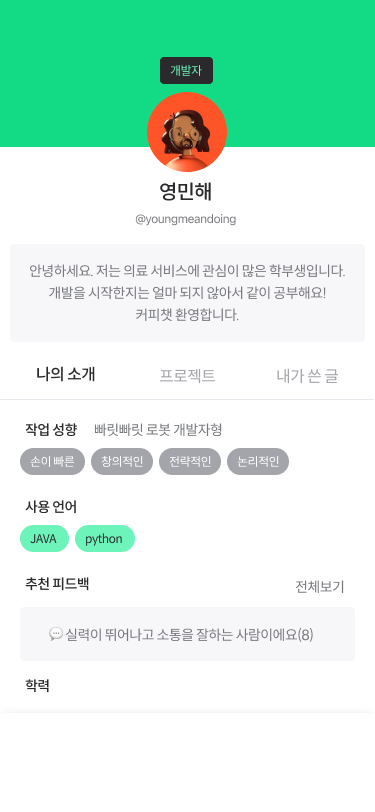 개발자
영민해
@youngmeandoing
안녕하세요. 저는 의료 서비스에 관심이 많은 학부생입니다.
개발을 시작한지는 얼마 되지 않아서 같이 공부해요!
커피챗 환영합니다.
나의 소개 프로젝트 내가 쓴 글
작업 성향 빠릿빠릿 로봇 개발자형
손이 빠른 창의적인 전략적인 논리적인
사용 언어
JAVA python
추천 피드백 전체보기
💬 실력이 뛰어나고 소통을 잘하는 사람이에요(8)
학력